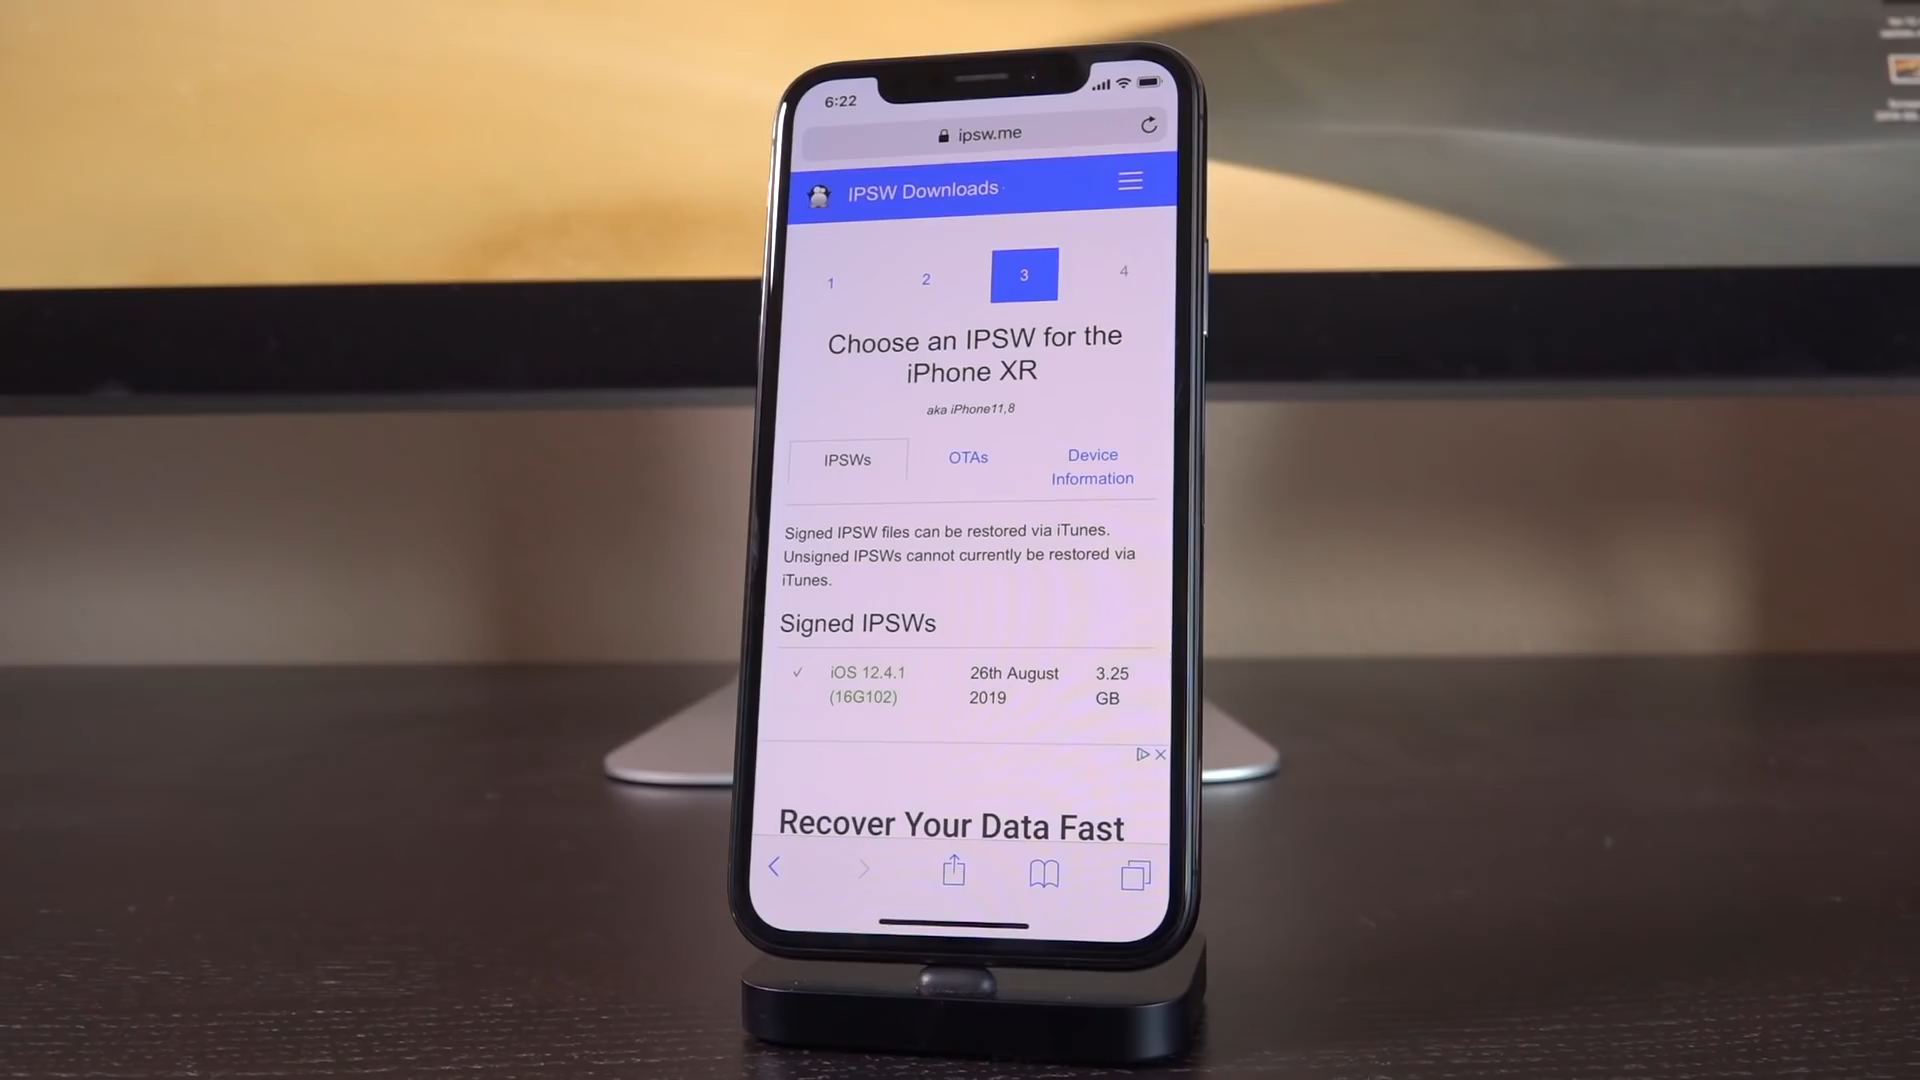 6:22
ipsw.me
IPSW Downloads
1 2 3 4
Choose an IPSW for the
iPhone XR
aka iPhone11,8
IPSWs OTAs Device
Information
Signed IPSW files can be restored via iTunes.
Unsigned IPSWs cannot currently be restored via
iTunes.
Signed IPSWs
✓ iOS 12.4.1 26th August 3.25
(16G102) 2019 GB
Recover Your Data Fast